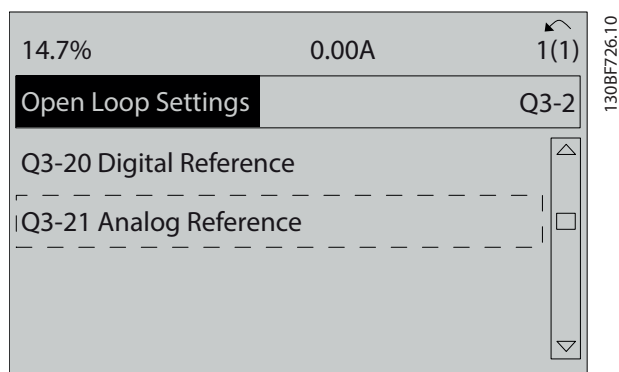 14.7% 0.00A 1(1)
Open Loop Settings Q3-2
Q3-20 Digital Reference
Q3-21 Analog Reference
130BF726.10